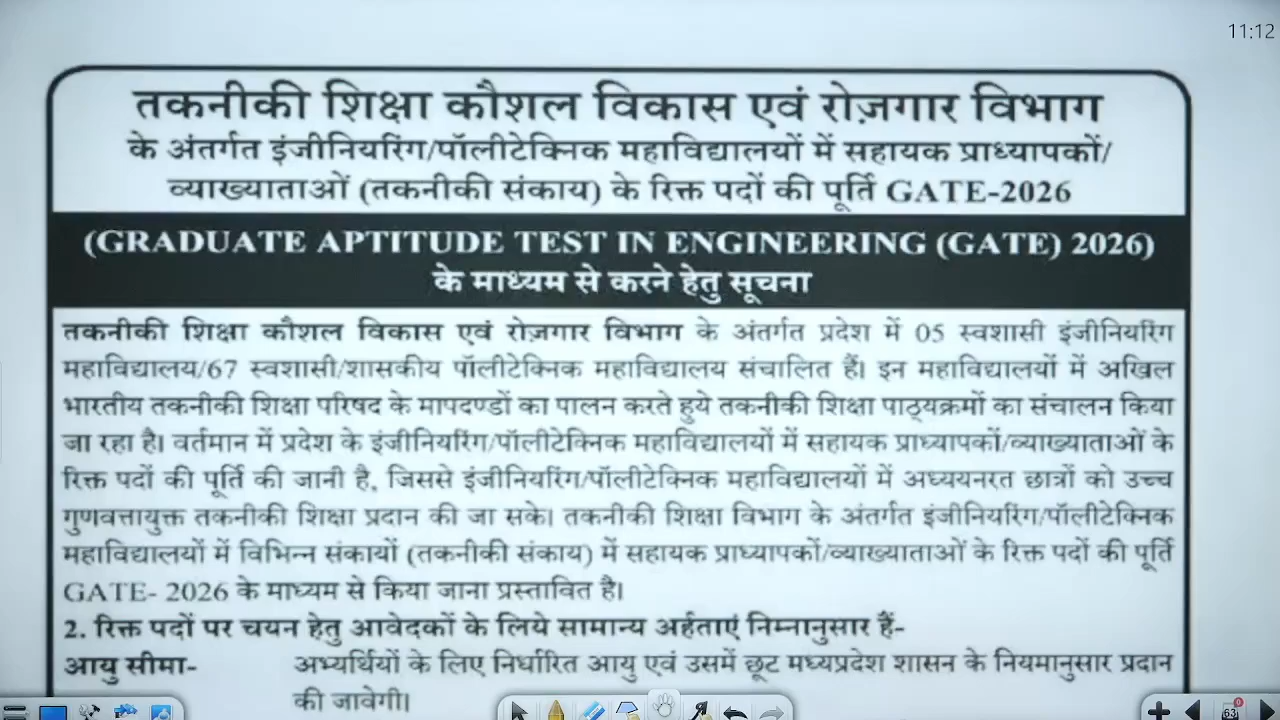 11:12
तकनीकी शिक्षा कौशल विकास एवं रोज़गार विभाग
के अंतर्गत इंजीनियरिंग/पॉलीटेक्निक महाविद्यालयों में सहायक प्राध्यापकों/
व्याख्याताओं (तकनीकी संकाय) के रिक्त पदों की पूर्ति GATE-2026
(GRADUATE APTITUDE TEST IN ENGINEERING (GATE) 2026)
के माध्यम से करने हेतु सूचना
तकनीकी शिक्षा कौशल विकास एवं रोज़गार विभाग के अंतर्गत प्रदेश में 05 स्वशासी इंजीनियरिंग
महाविद्यालय/67 स्वशासी/शासकीय पॉलीटेक्निक महाविद्यालय संचालित हैं। इन महाविद्यालयों में अखिल
भारतीय तकनीकी शिक्षा परिषद के मापदण्डों का पालन करते हुये तकनीकी शिक्षा पाठ्यक्रमों का संचालन किया
जा रहा है। वर्तमान में प्रदेश के इंजीनियरिंग/पॉलीटेक्निक महाविद्यालयों में सहायक प्राध्यापकों/व्याख्याताओं के
रिक्त पदों की पूर्ति की जानी है, जिससे इंजीनियरिंग/पॉलीटेक्निक महाविद्यालयों में अध्ययनरत छात्रों को उच्च
गुणवत्तायुक्त तकनीकी शिक्षा प्रदान की जा सके। तकनीकी शिक्षा विभाग के अंतर्गत इंजीनियरिंग/पॉलीटेक्निक
महाविद्यालयों में विभिन्न संकायों (तकनीकी संकाय) में सहायक प्राध्यापकों/व्याख्याताओं के रिक्त पदों की पूर्ति
GATE- 2026 के माध्यम से किया जाना प्रस्तावित है।
2. रिक्त पदों पर चयन हेतु आवेदकों के लिये सामान्य अर्हताएं निम्नानुसार हैं-
आयु सीमा- अभ्यर्थियों के लिए निर्धारित आयु एवं उसमें छूट मध्यप्रदेश शासन के नियमानुसार प्रदान
की जावेगी।
63